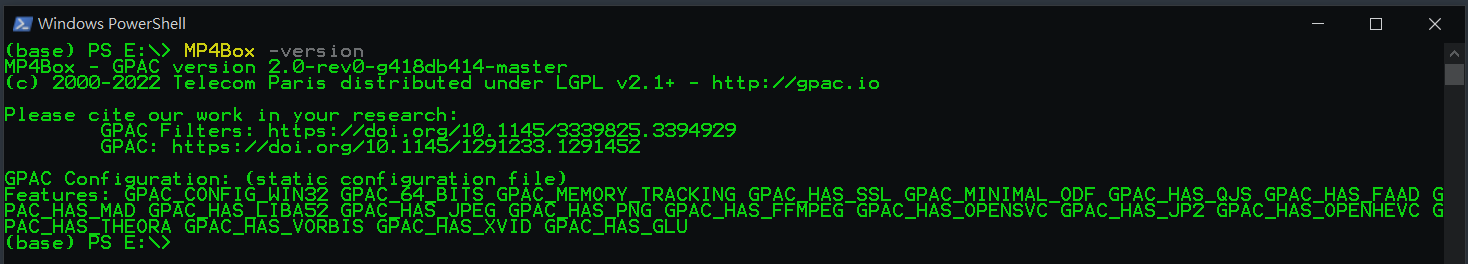 Windows PowerShell
(base) PS E:\> MP4Box -version
MP4Box - GPAC version 2.0-rev0-g418db414-master
(c) 2000-2022 Telecom Paris distributed under LGPL v2.1+ - http://gpac.io
Please cite our work in your research:
GPAC Filters: https://doi.org/10.1145/3339825.3394929
GPAC: https://doi.org/10.1145/1291233.1291452
GPAC Configuration: (static configuration file)
Features: GPAC_CONFIG_WIN32 GPAC_64_BITS GPAC_MEMORY_TRACKING GPAC_HAS_SSL GPAC_MINIMAL_ODF GPAC_HAS_QJS GPAC_HAS_FAAD G
PAC_HAS_MAD GPAC_HAS_LIBA52 GPAC_HAS_JPEG GPAC_HAS_PNG GPAC_HAS_FFMPEG GPAC_HAS_OPENSVC GPAC_HAS_JP2 GPAC_HAS_OPENHEVC G
PAC_HAS_THEORA GPAC_HAS_VORBIS GPAC_HAS_XVID GPAC_HAS_GLU
(base) PS E:\>